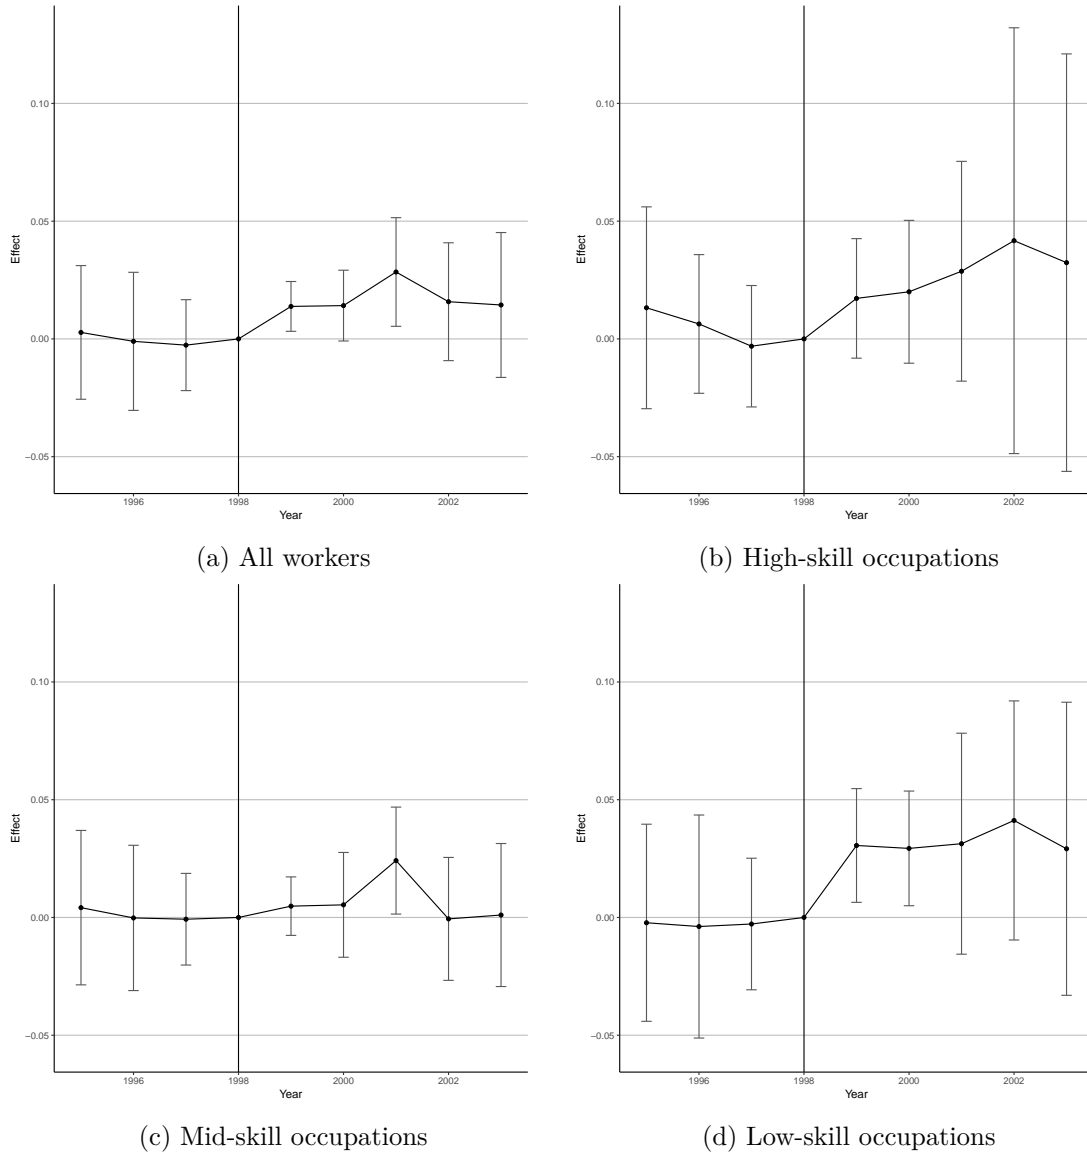 0.10
0.05
0.00
−0.05
Effect
1996
1998
2000
2002
Year
(a) All workers
0.10
0.05
0.00
−0.05
Effect
1996
1998
2000
2002
Year
(b) High-skill occupations
0.10
0.05
0.00
−0.05
Effect
1996
1998
2000
2002
Year
(c) Mid-skill occupations
0.10
0.05
0.00
−0.05
Effect
1996
1998
2000
2002
Year
(d) Low-skill occupations